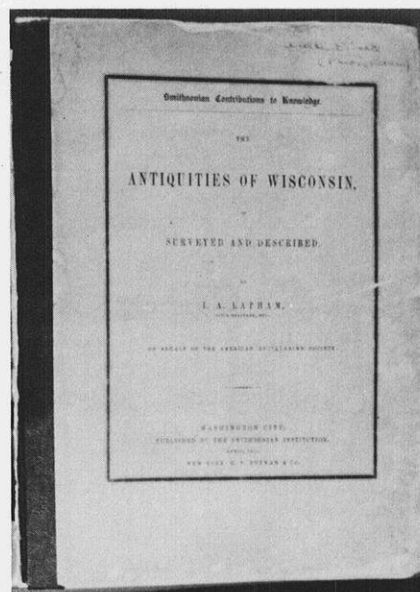 Smithsonian Contributions to Knowledge.
THE
ANTIQUITIES OF WISCONSIN,
SURVEYED AND DESCRIBED,
BY
I. A. LAPHAM,
ON BEHALF OF THE AMERICAN ANTIQUARIAN SOCIETY.
WASHINGTON CITY:
PUBLISHED BY THE SMITHSONIAN INSTITUTION,
APRIL
NEW YORK: G. P. PUTNAM & CO.